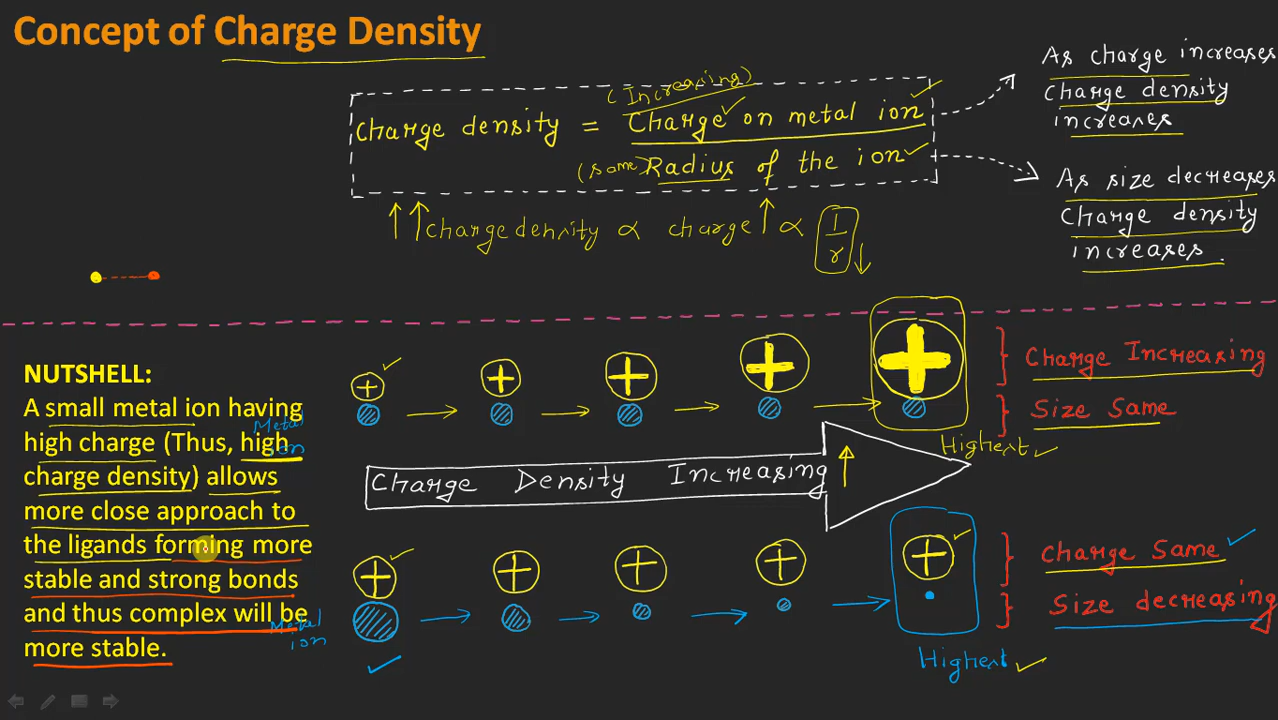 Concept of Charge Density
(Increasing)
Charge density = Charge on metal ion
(same) Radius of the ion
Charge density ∝ charge ↑ ∝ 1/r ↓
As charge increases
Charge density
increases
As size decreases
Charge density
increases.
NUTSHELL:
A small metal ion having
high charge (Thus, high
charge density) allows
more close approach to
the ligands forming more
stable and strong bonds
and thus complex will be
more stable.
Metal
ion
+ + + + +
Charge Increasing
Size Same
Highest
Charge Density Increasing ↑
+ + + + +
Metal
ion
Charge Same
Size decreasing
Highest